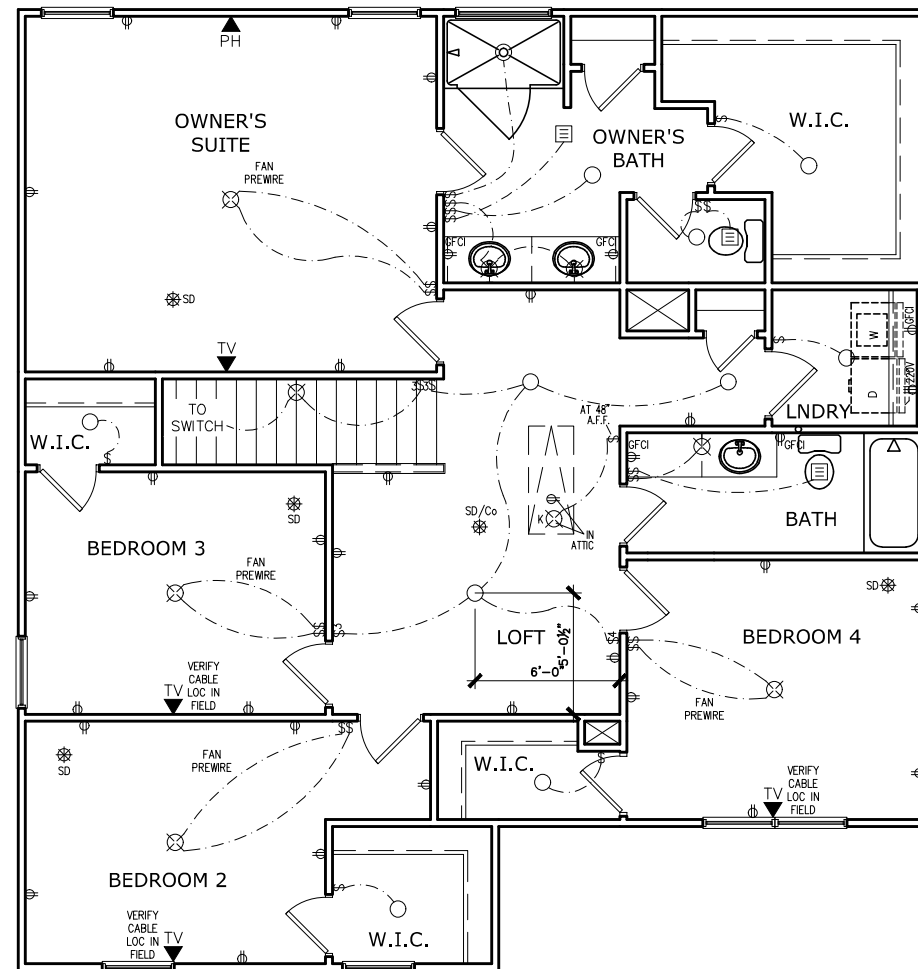 PH
OWNER'S
SUITE
FAN
PREWIRE
SD
TV
OWNER'S
BATH
W.I.C.
$
$
$
$
$
$$
GFCI
GFCI
$$
W
D
GFCI
220V
$
LNDRY
W.I.C.
$
TO
SWITCH
AT 48"
A.F.F.
$
GFCI
GFCI
BATH
SD/Co
K
IN
ATTIC
BEDROOM 3
SD
FAN
PREWIRE
VERIFY
CABLE
LOC IN
FIELD
TV
LOFT
6'-0"
5'-0½"
$4
SD
BEDROOM 4
FAN
PREWIRE
VERIFY
CABLE
LOC IN
FIELD
TV
SD
FAN
PREWIRE
$$
W.I.C.
$
BEDROOM 2
VERIFY
CABLE
LOC IN
FIELD
TV
$
W.I.C.